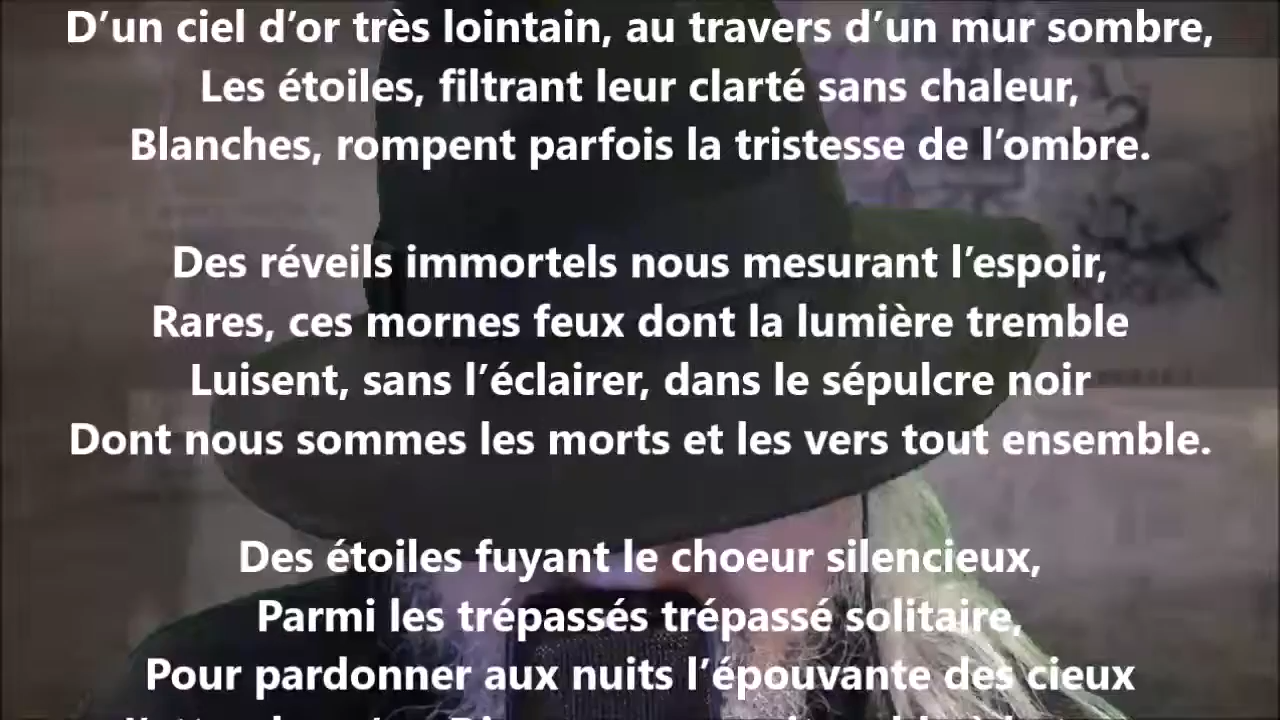 D’un ciel d’or très lointain, au travers d’un mur sombre,
Les étoiles, filtrant leur clarté sans chaleur,
Blanches, rompent parfois la tristesse de l’ombre.
Des réveils immortels nous mesurant l’espoir,
Rares, ces mornes feux dont la lumière tremble
Luisent, sans l’éclairer, dans le sépulcre noir
Dont nous sommes les morts et les vers tout ensemble.
Des étoiles fuyant le choeur silencieux,
Parmi les trépassés trépassé solitaire,
Pour pardonner aux nuits l’épouvante des cieux